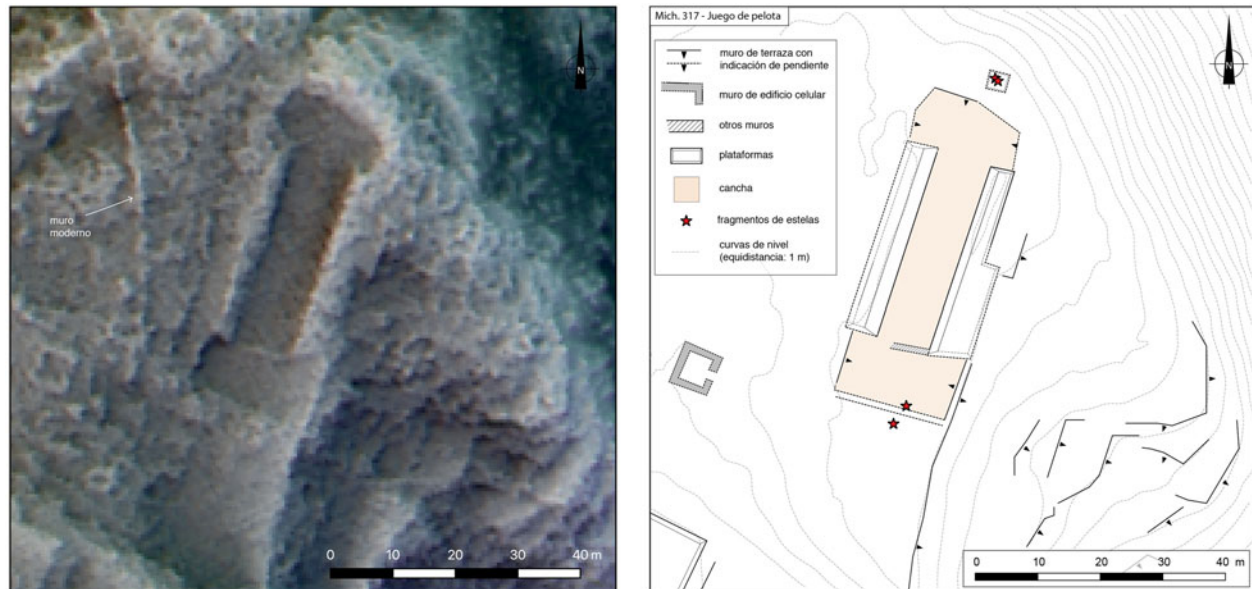 N
muro
moderno
0 10 20 30 40 m
Mich. 317 - Juego de pelota
N
muro de terraza con
indicación de pendiente
muro de edificio celular
otros muros
plataformas
cancha
fragmentos de estelas
curvas de nivel
(equidistancia: 1 m)
0 10 20 30 40 m